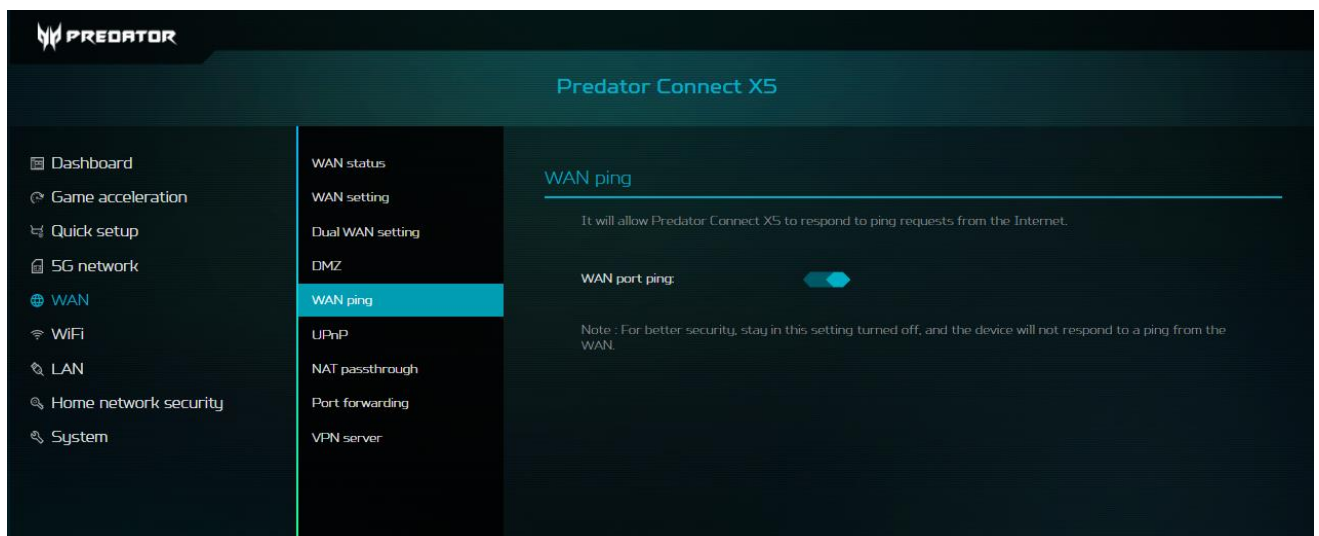 PREDATOR
Predator Connect X5
Dashboard
Game acceleration
Quick setup
5G network
WAN
WiFi
LAN
Home network security
System
WAN status
WAN setting
Dual WAN setting
DMZ
WAN ping
UPnP
NAT passthrough
Port forwarding
VPN server
WAN ping
It will allow Predator Connect X5 to respond to ping requests from the Internet.
WAN port ping:
Note : For better security, stay in this setting turned off, and the device will not respond to a ping from the
WAN.